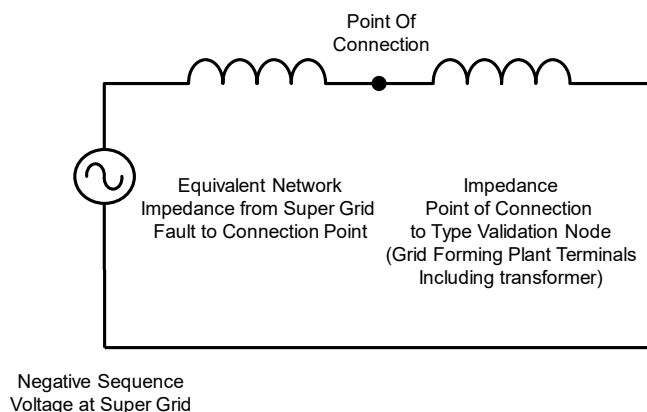 Point Of
Connection
Equivalent Network
Impedance from Super Grid
Fault to Connection Point
Impedance
Point of Connection
to Type Validation Node
(Grid Forming Plant Terminals
Including transformer)
Negative Sequence
Voltage at Super Grid